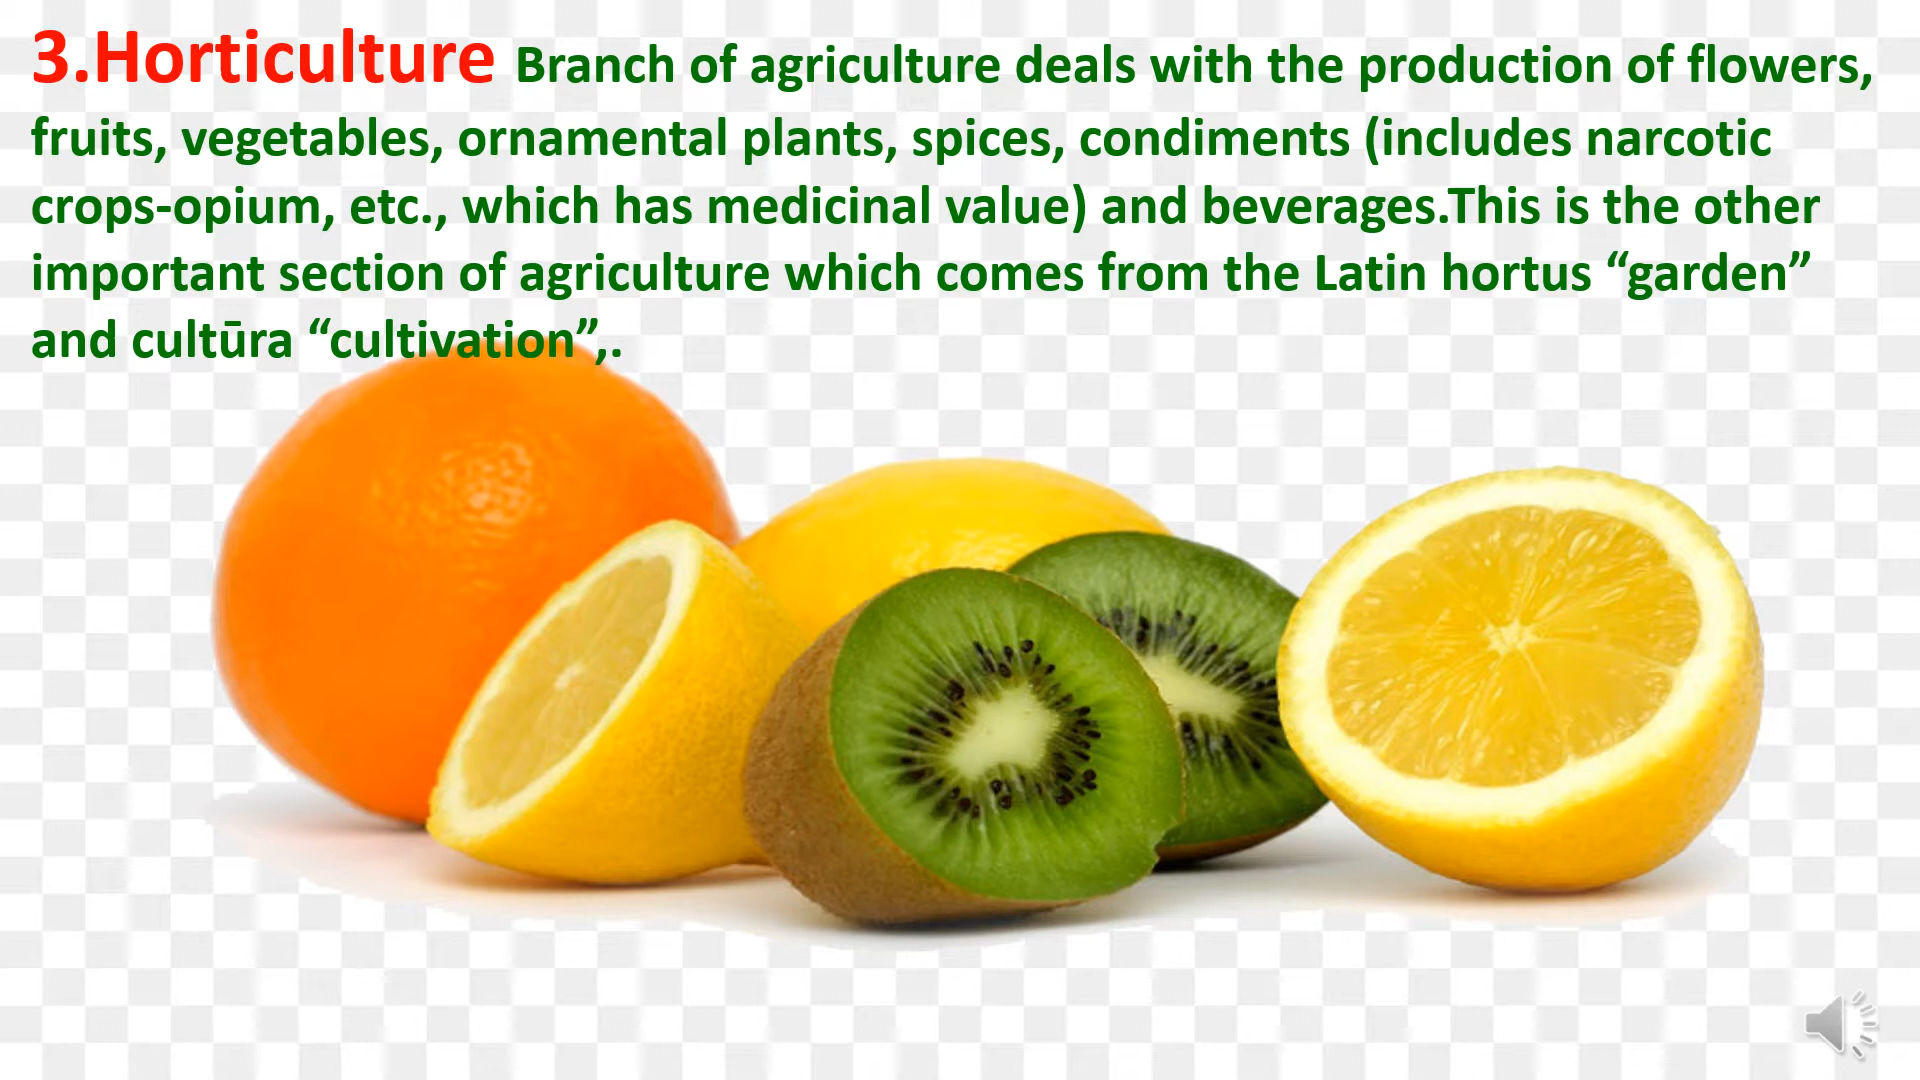 3.Horticulture Branch of agriculture deals with the production of flowers,
fruits, vegetables, ornamental plants, spices, condiments (includes narcotic
crops-opium, etc., which has medicinal value) and beverages.This is the other
important section of agriculture which comes from the Latin hortus “garden”
and cultūra “cultivation”,.